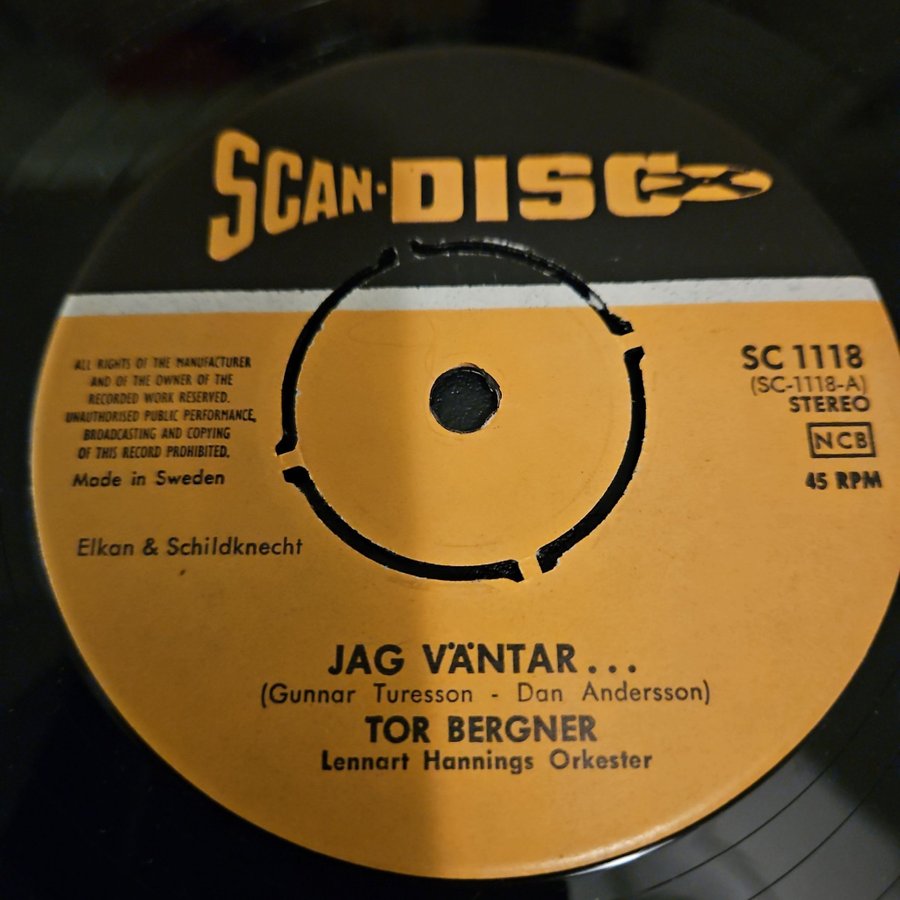 SCAN-DISC
ALL RIGHTS OF THE MANUFACTURER
AND OF THE OWNER OF THE
RECORDED WORK RESERVED.
UNAUTHORISED PUBLIC PERFORMANCE,
BROADCASTING AND COPYING
OF THIS RECORD PROHIBITED.
Made in Sweden
Elkan & Schildknecht
SC 1118
(SC-1118-A)
STEREO
NCB
45 RPM
JAG VÄNTAR...
(Gunnar Turesson - Dan Andersson)
TOR BERGNER
Lennart Hannings Orkester